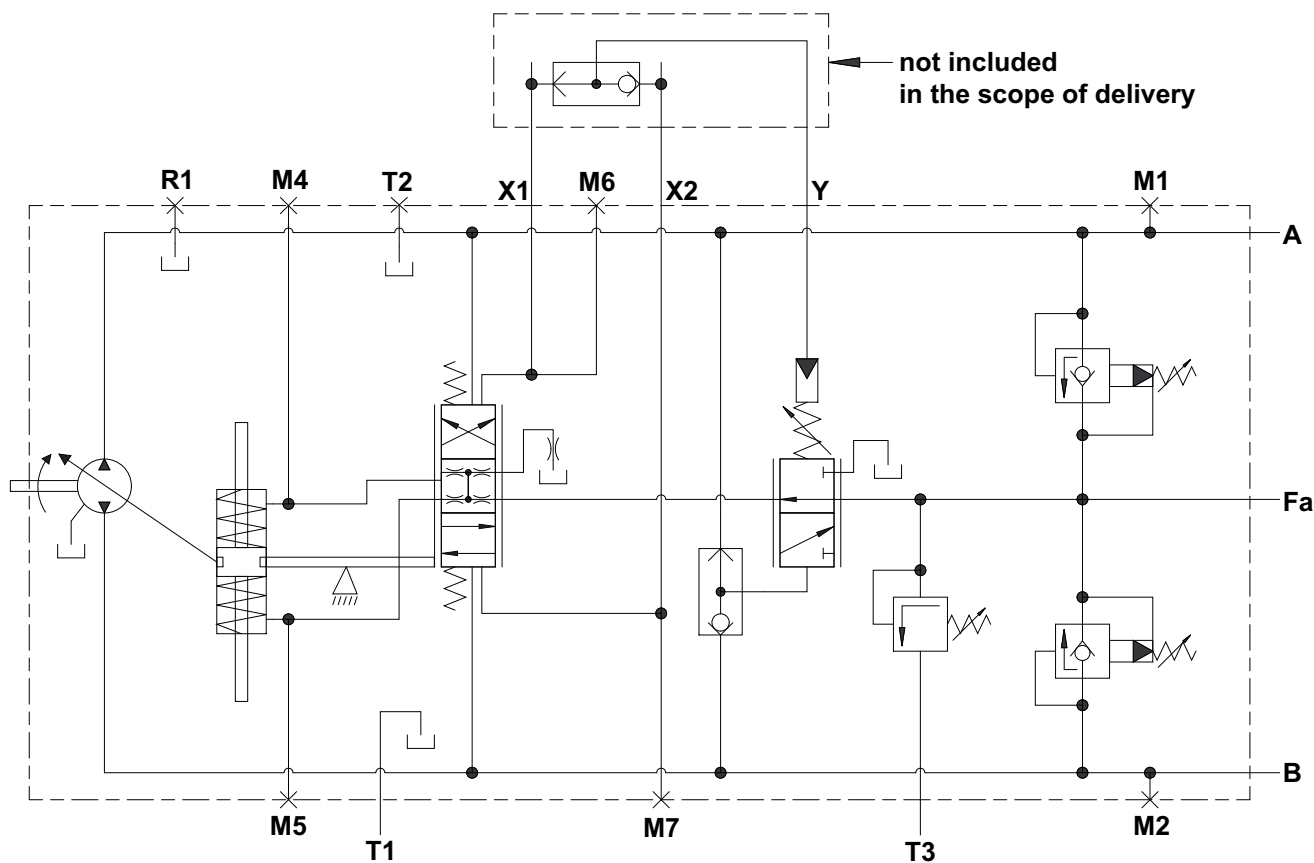 not included
in the scope of delivery
R1
M4
T2
X1
M6
X2
Y
M1
A
Fa
B
M5
T1
M7
T3
M2